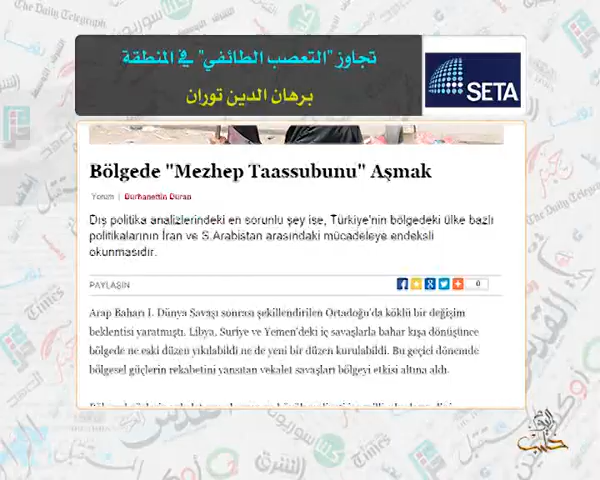 تجاوز "التعصب الطائفي" في المنطقة
برهان الدين توران
SETA
Bölgede "Mezhep Taassubunu" Aşmak
Yorum | Burhanettin Duran
Dış politika analizlerindeki en sorunlu şey ise, Türkiye'nin bölgedeki ülke bazlı
politikalarının İran ve S.Arabistan arasındaki mücadeleye endeksli
okunmasıdır.
PAYLAŞIN
0
Arap Baharı I. Dünya Savaşı sonrası şekillendirilen Ortadoğu'da köklü bir değişim
beklentisi yaratmıştı. Libya, Suriye ve Yemen'deki iç savaşlarla bahar kışa dönüşünce
bölgede ne eski düzen yıkılabildi ne de yeni bir düzen kurulabildi. Bu geçici dönemde
bölgesel güçlerin rekabetini yansıtan vekalet savaşları bölgeyi etkisi altına aldı.